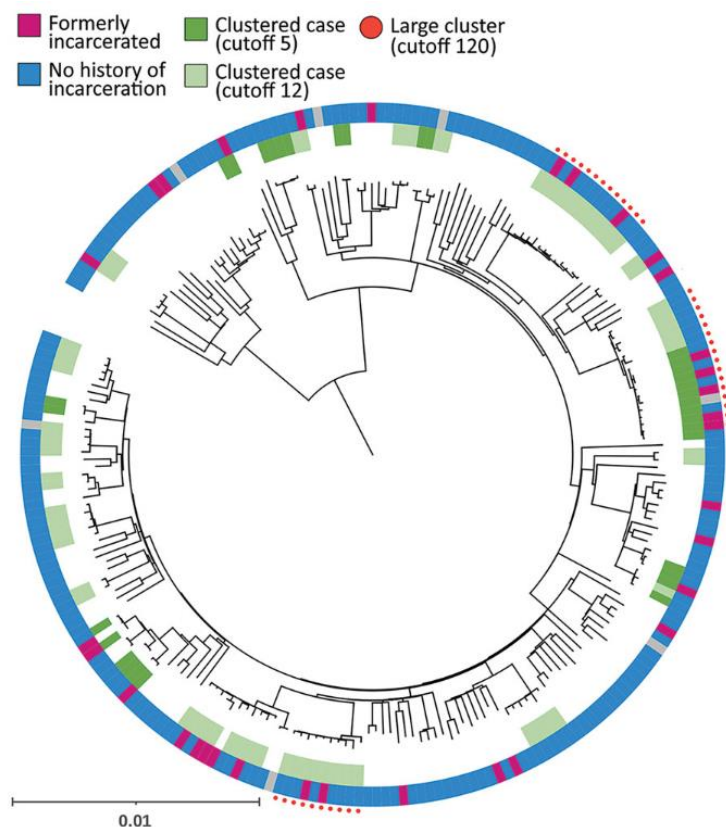 Formerly
incarcerated
Clustered case
(cutoff 5)
Large cluster
(cutoff 120)
No history of
incarceration
Clustered case
(cutoff 12)
0.01